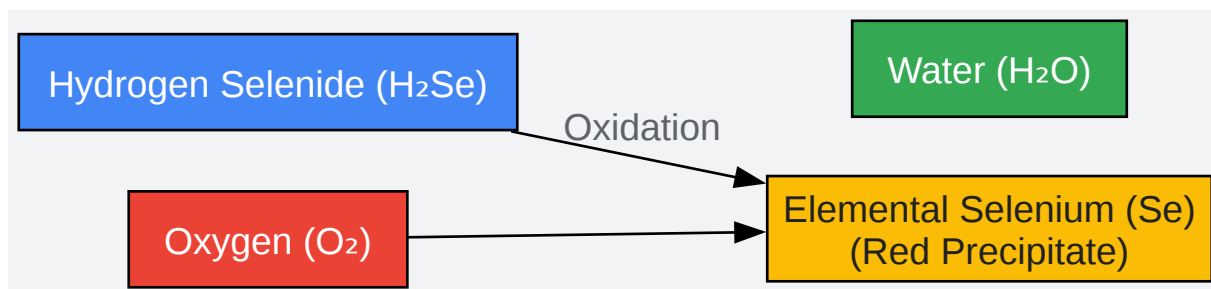 Hydrogen Selenide (H₂Se)
Water (H₂O)
Oxidation
Oxygen (O₂)
Elemental Selenium (Se)
(Red Precipitate)